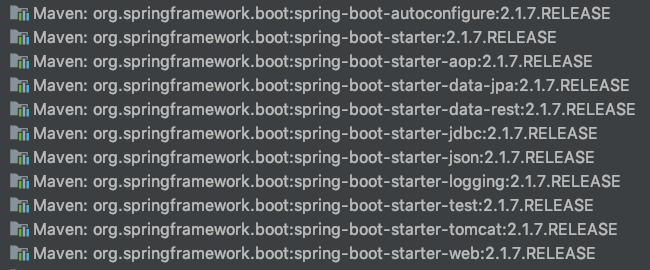 Maven: org.springframework.boot:spring-boot-autoconfigure:2.1.7.RELEASE
Maven: org.springframework.boot:spring-boot-starter:2.1.7.RELEASE
Maven: org.springframework.boot:spring-boot-starter-aop:2.1.7.RELEASE
Maven: org.springframework.boot:spring-boot-starter-data-jpa:2.1.7.RELEASE
Maven: org.springframework.boot:spring-boot-starter-data-rest:2.1.7.RELEASE
Maven: org.springframework.boot:spring-boot-starter-jdbc:2.1.7.RELEASE
Maven: org.springframework.boot:spring-boot-starter-json:2.1.7.RELEASE
Maven: org.springframework.boot:spring-boot-starter-logging:2.1.7.RELEASE
Maven: org.springframework.boot:spring-boot-starter-test:2.1.7.RELEASE
Maven: org.springframework.boot:spring-boot-starter-tomcat:2.1.7.RELEASE
Maven: org.springframework.boot:spring-boot-starter-web:2.1.7.RELEASE